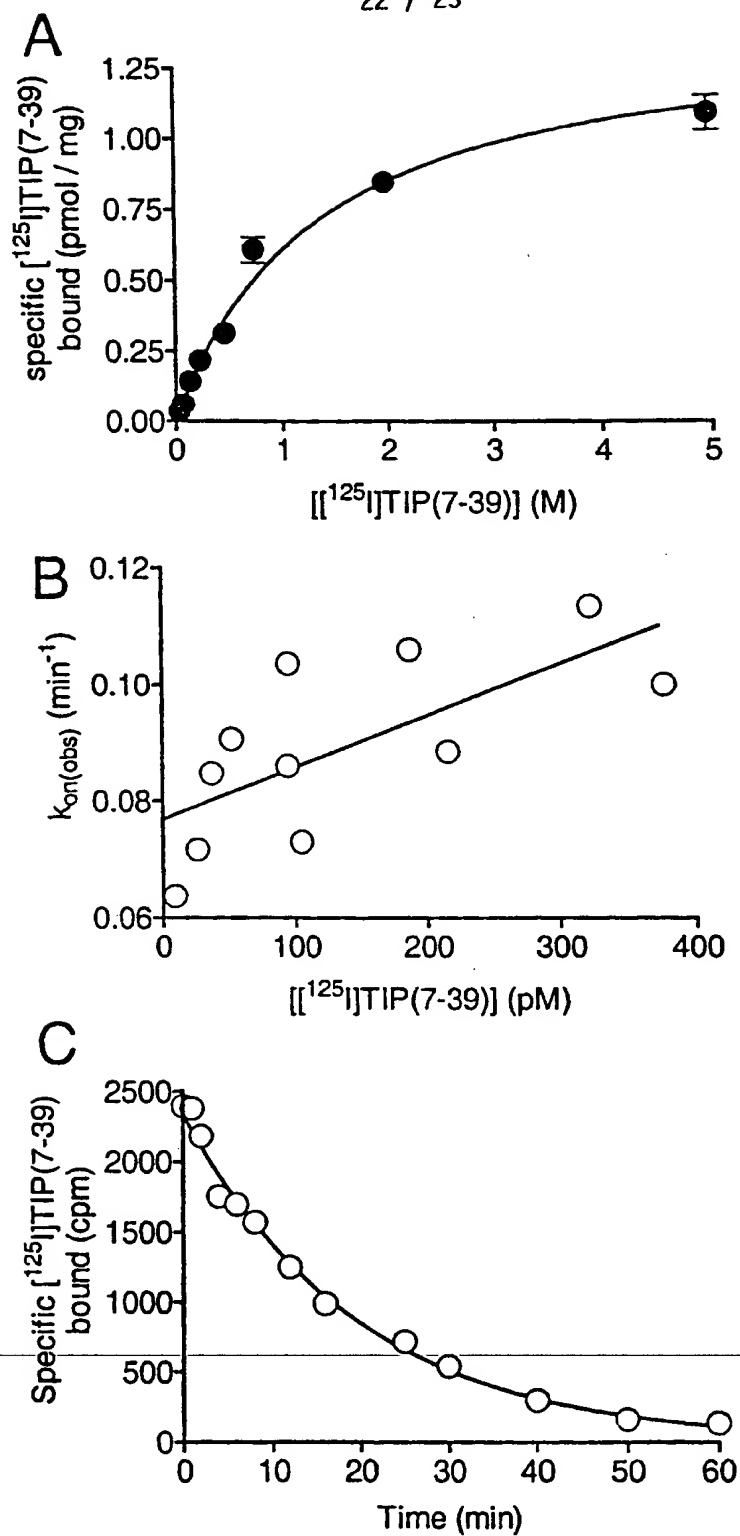 22 / 23
A
1.25
1.00
0.75
0.50
0.25
0.00
specific [125I]TIP(7-39)
bound (pmol / mg)
0 1 2 3 4 5
[[125I]TIP(7-39)] (M)
B
0.12
0.10
0.08
0.06
kon(obs) (min-1)
0 100 200 300 400
[[125I]TIP(7-39)] (pM)
C
2500
2000
1500
1000
500
0
Specific [125I]TIP(7-39)
bound (cpm)
0 10 20 30 40 50 60
Time (min)